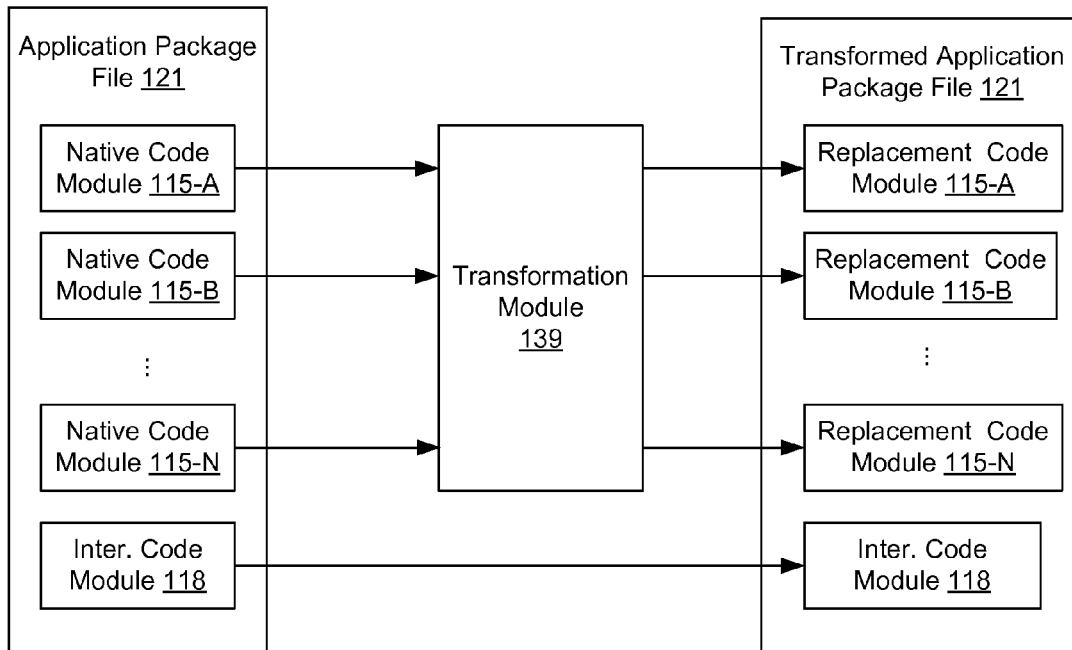 Application Package
File 121
Native Code
Module 115-A
Native Code
Module 115-B
⋮
Native Code
Module 115-N
Inter. Code
Module 118
Transformation
Module
139
Transformed Application
Package File 121
Replacement Code
Module 115-A
Replacement Code
Module 115-B
⋮
Replacement Code
Module 115-N
Inter. Code
Module 118